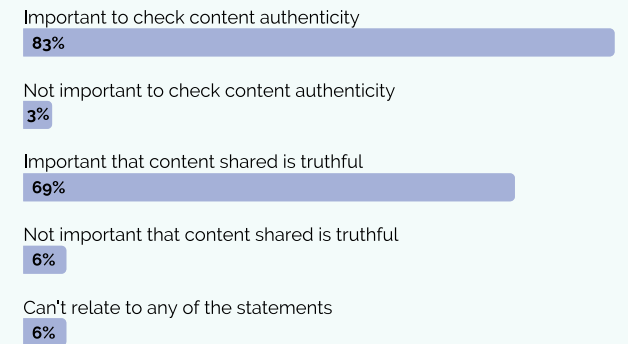 Important to check content authenticity
83%
Not important to check content authenticity
3%
Important that content shared is truthful
69%
Not important that content shared is truthful
6%
Can't relate to any of the statements
6%